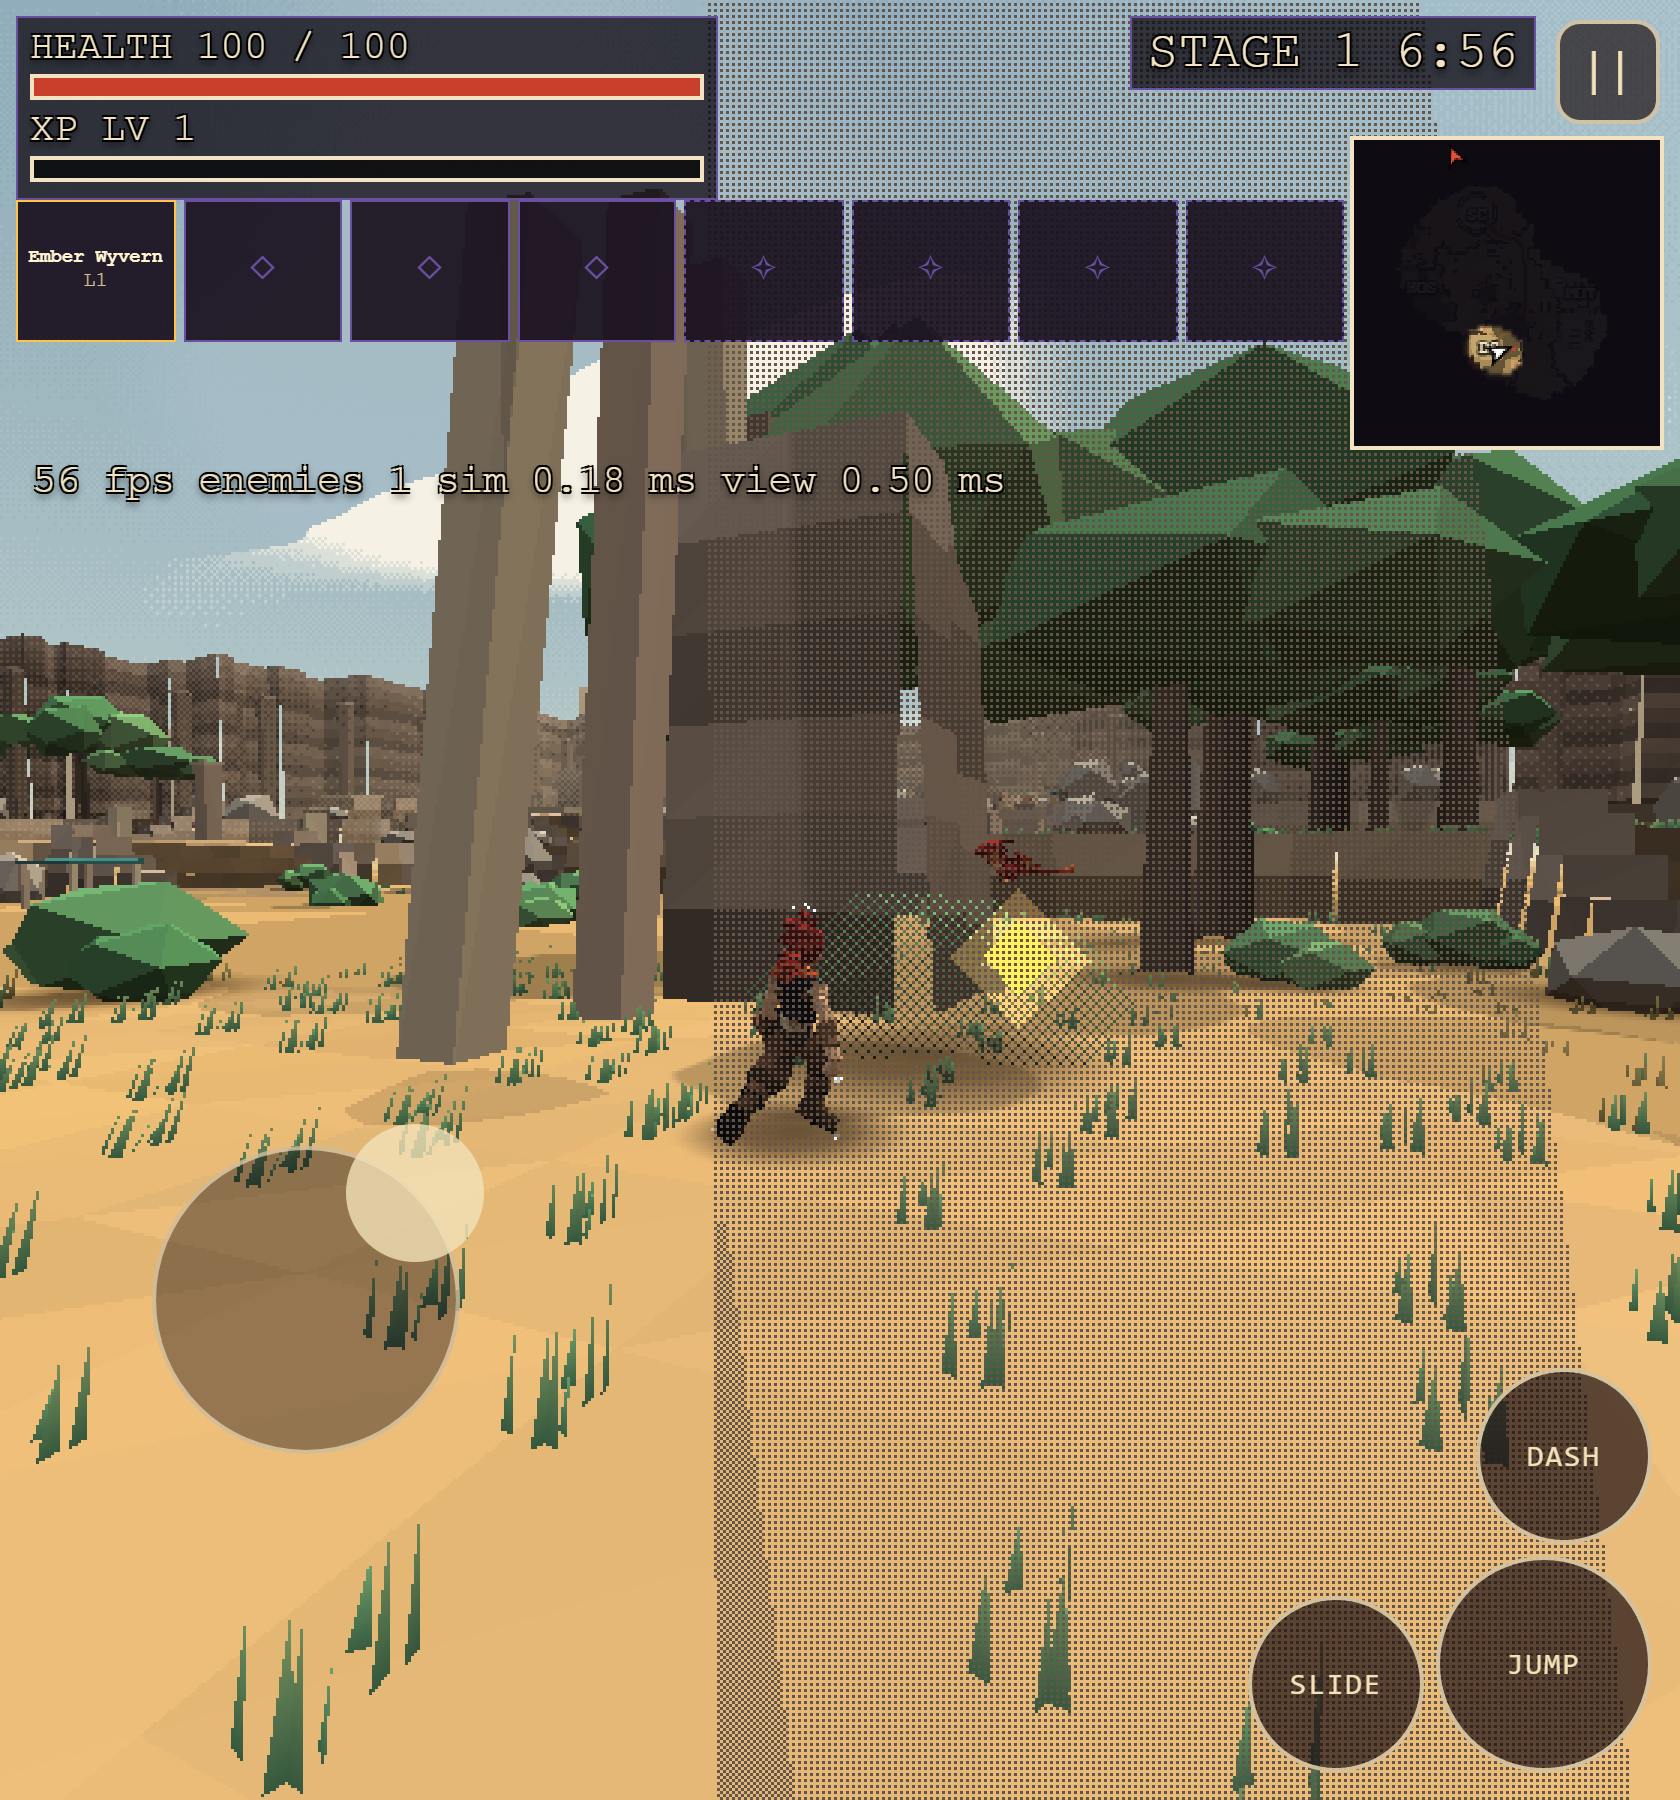 HEALTH 100 / 100
STAGE 1 6:56
XP LV 1
Ember Wyvern
L1
56 fps enemies 1 sim 0.18 ms view 0.50 ms
DASH
SLIDE
JUMP